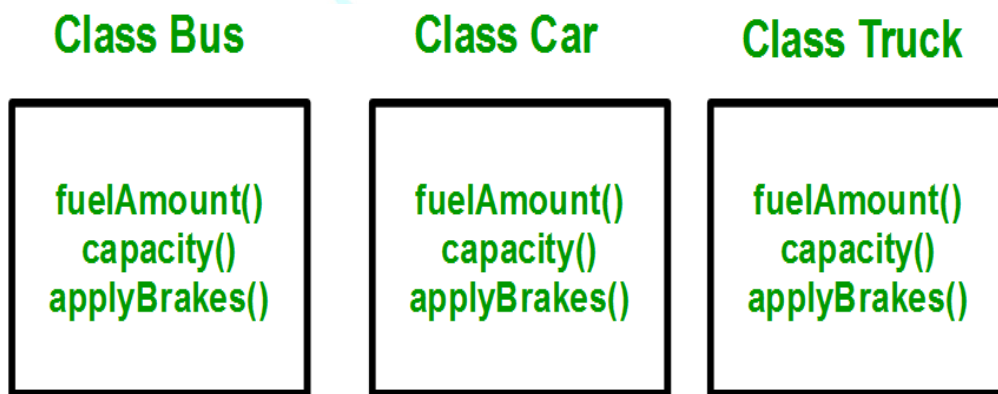 Class Bus
Class Car
Class Truck
fuelAmount()
capacity()
applyBrakes()
fuelAmount()
capacity()
applyBrakes()
fuelAmount()
capacity()
applyBrakes()